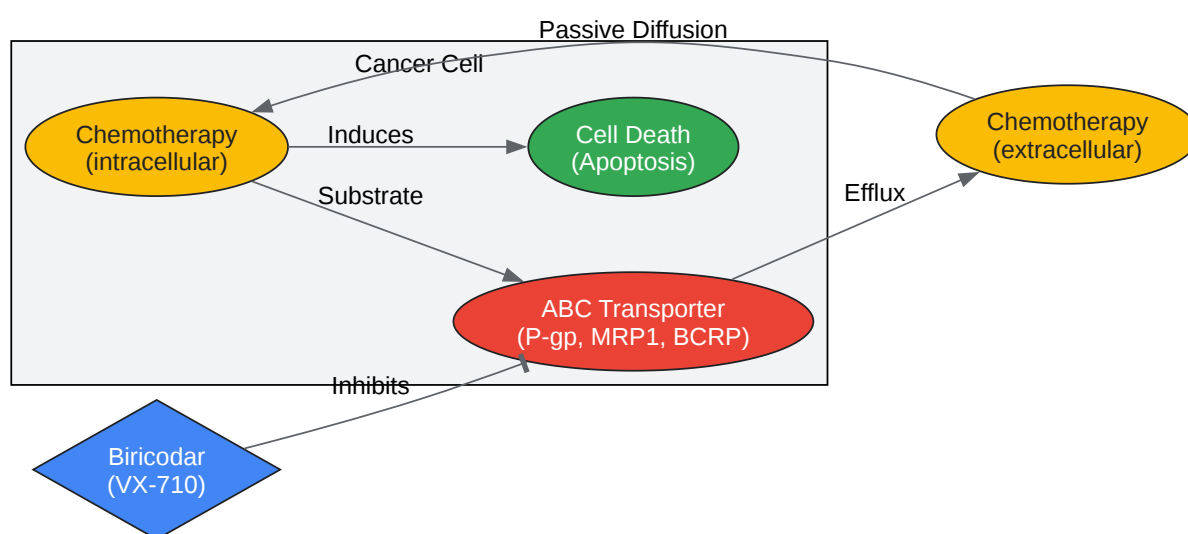 Passive Diffusion
Cancer Cell
Chemotherapy
(intracellular)
Induces
Cell Death
(Apoptosis)
Chemotherapy
(extracellular)
Substrate
Efflux
ABC Transporter
(P-gp, MRP1, BCRP)
Inhibits
Biricodar
(VX-710)